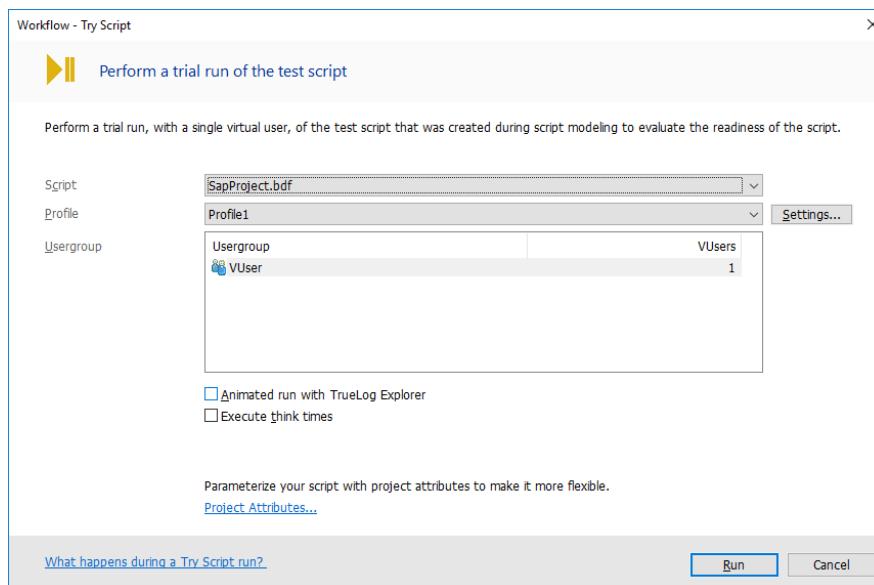 Workflow - Try Script
Perform a trial run of the test script
Perform a trial run, with a single virtual user, of the test script that was created during script modeling to evaluate the readiness of the script.
Script SapProject.bdf
Profile Profile1 Settings...
Usergroup Usergroup VUsers
VUser 1
Animated run with TrueLog Explorer
Execute think times
Parameterize your script with project attributes to make it more flexible.
Project Attributes...
What happens during a Try Script run? Run Cancel